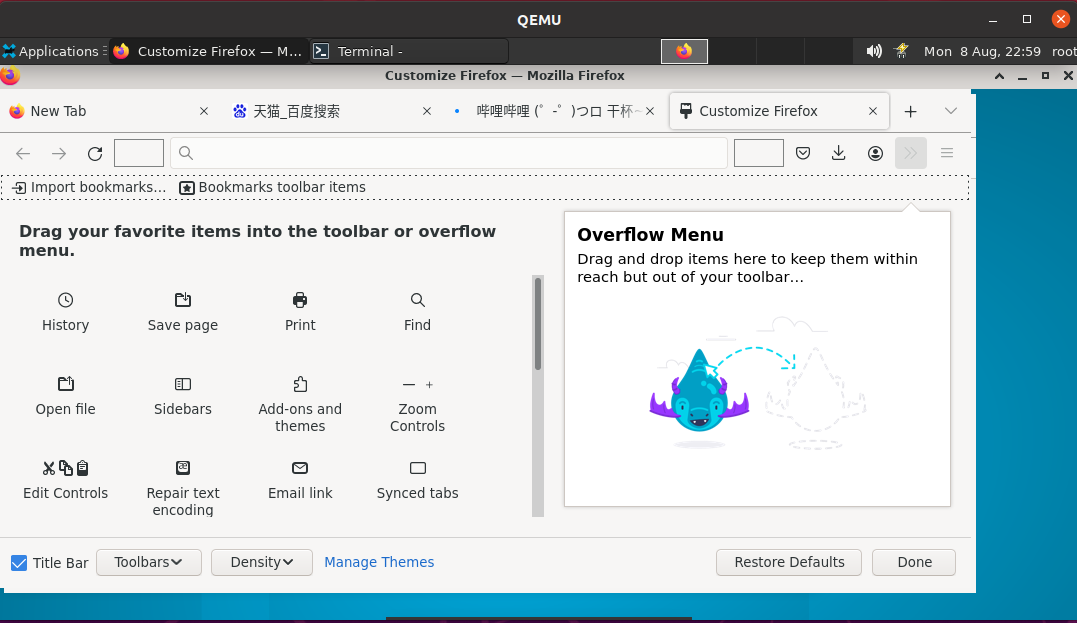 QEMU
Applications
Customize Firefox — M...
Terminal -
Mon 8 Aug, 22:59
root
Customize Firefox — Mozilla Firefox
New Tab
天猫_百度搜索
哔哩哔哩 (゜-゜)つロ 干杯~
Customize Firefox
Import bookmarks…
Bookmarks toolbar items
Drag your favorite items into the toolbar or overflow
menu.
History
Save page
Print
Find
Open file
Sidebars
Add-ons and
themes
Zoom
Controls
Edit Controls
Repair text
encoding
Email link
Synced tabs
Overflow Menu
Drag and drop items here to keep them within
reach but out of your toolbar…
Title Bar
Toolbars
Density
Manage Themes
Restore Defaults
Done